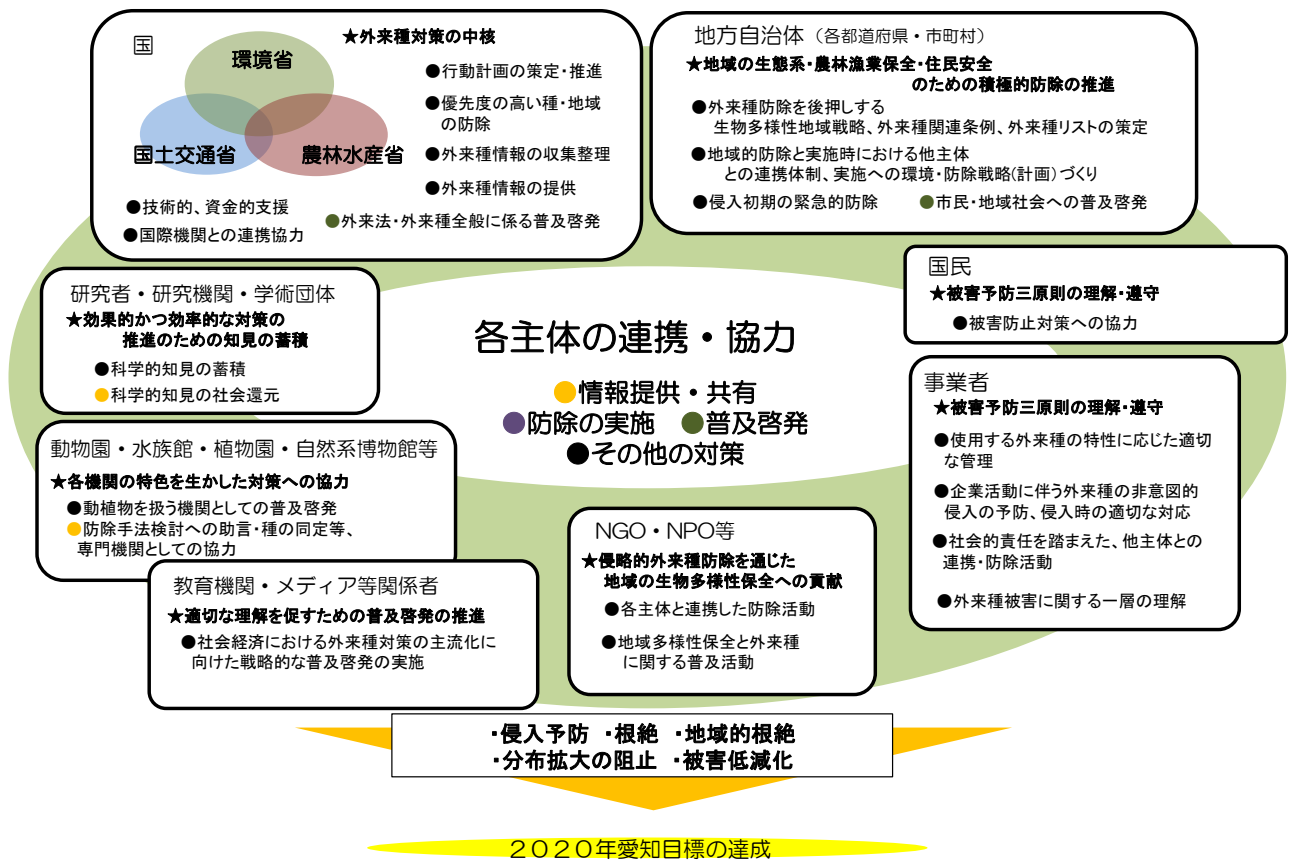 国
★外来種対策の中核
環境省
国土交通省
農林水産省
●行動計画の策定・推進
●優先度の高い種・地域
の防除
●外来種情報の収集整理
●外来種情報の提供
●技術的、資金的支援
●国際機関との連携協力
●外来法・外来種全般に係る普及啓発
地方自治体（各都道府県・市町村）
★地域の生態系・農林漁業保全・住民安全
のための積極的防除の推進
●外来種防除を後押しする
生物多様性地域戦略、外来種関連条例、外来種リストの策定
●地域的防除と実施時における他主体
との連携体制、実施への環境・防除戦略(計画)づくり
●侵入初期の緊急的防除
●市民・地域社会への普及啓発
研究者・研究機関・学術団体
★効果的かつ効率的な対策の
推進のための知見の蓄積
●科学的知見の蓄積
●科学的知見の社会還元
各主体の連携・協力
●情報提供・共有
●防除の実施 ●普及啓発
●その他の対策
国民
★被害予防三原則の理解・遵守
●被害防止対策への協力
事業者
★被害予防三原則の理解・遵守
●使用する外来種の特性に応じた適切
な管理
●企業活動に伴う外来種の非意図的
侵入の予防、侵入時の適切な対応
●社会的責任を踏まえた、他主体との
連携・防除活動
●外来種被害に関する一層の理解
動物園・水族館・植物園・自然系博物館等
★各機関の特色を生かした対策への協力
●動植物を扱う機関としての普及啓発
●防除手法検討への助言・種の同定等、
専門機関としての協力
教育機関・メディア等関係者
★適切な理解を促すための普及啓発の推進
●社会経済における外来種対策の主流化に
向けた戦略的な普及啓発の実施
NGO・NPO等
★侵略的外来種防除を通じた
地域の生物多様性保全への貢献
●各主体と連携した防除活動
●地域多様性保全と外来種
に関する普及活動
・侵入予防 ・根絶 ・地域的根絶
・分布拡大の阻止 ・被害低減化
２０２０年愛知目標の達成